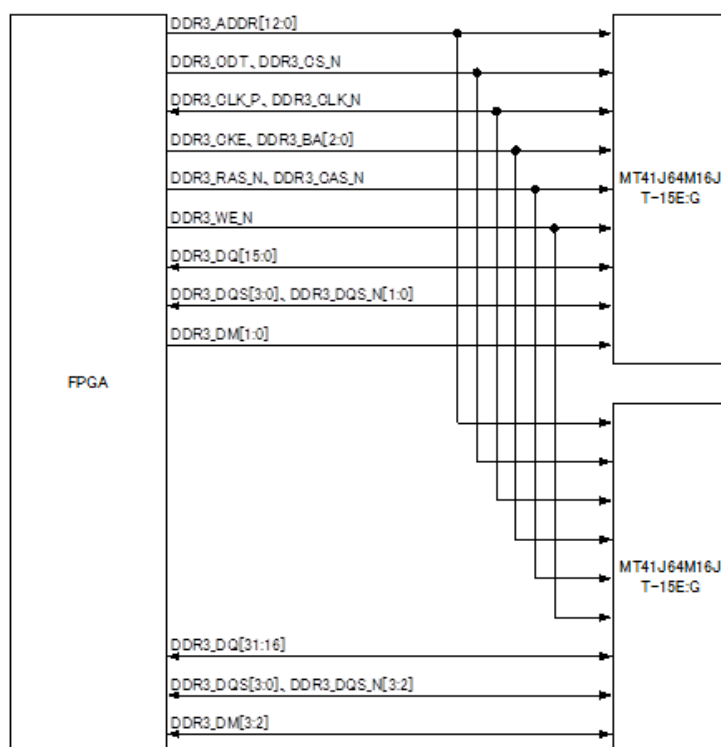 DDR3_ADDR[12:0]
DDR3_ODT、DDR3_CS_N
DDR3_CLK_P、DDR3_CLK_N
DDR3_CKE、DDR3_BA[2:0]
DDR3_RAS_N、DDR3_CAS_N
DDR3_WE_N
DDR3_DQ[15:0]
DDR3_DQS[3:0]、DDR3_DQS_N[1:0]
DDR3_DM[1:0]
MT41J64M16J
T-15E:G
FPGA
MT41J64M16J
T-15E:G
DDR3_DQ[31:16]
DDR3_DQS[3:0]、DDR3_DQS_N[3:2]
DDR3_DM[3:2]